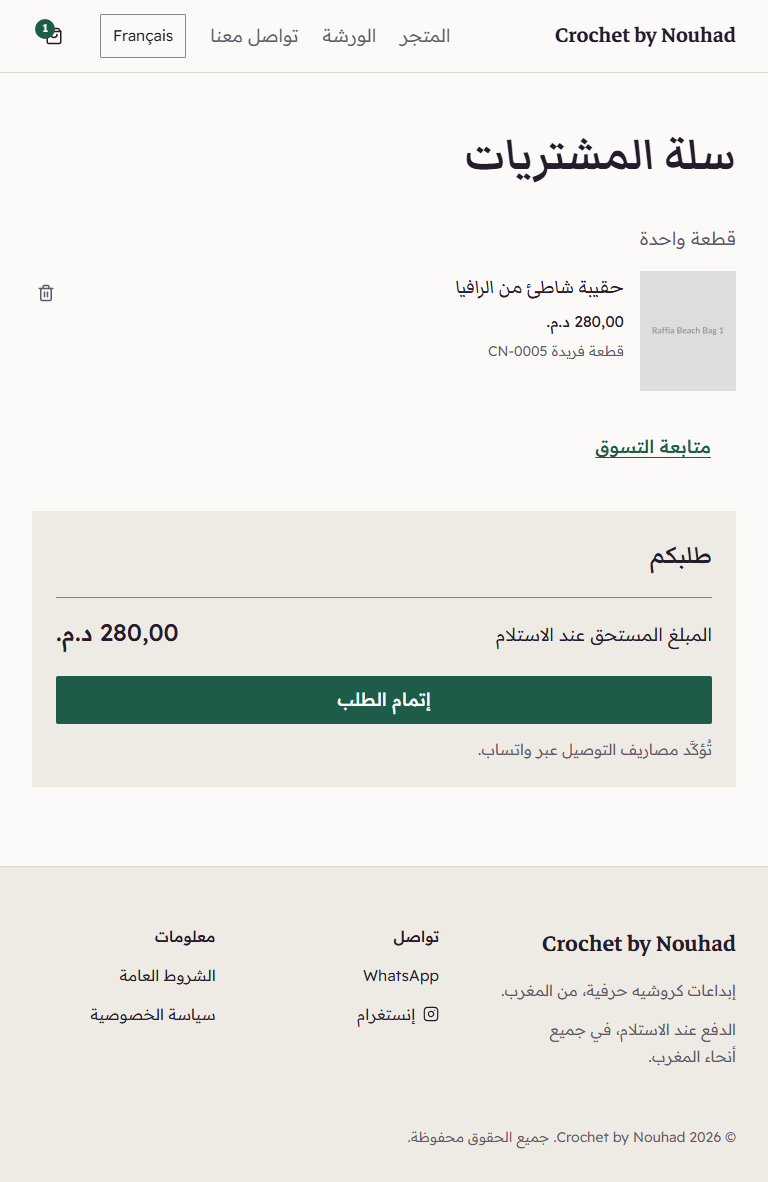 Crochet by Nouhad
المتجر
الورشة
تواصل معنا
Français
1
سلة المشتريات
قطعة واحدة
Raffia Beach Bag 1
حقيبة شاطئ من الرافيا
280,00 د.م.
قطعة فريدة CN-0005
متابعة التسوق
طلبكم
المبلغ المستحق عند الاستلام
280,00 د.م.
إتمام الطلب
تُؤكَّد مصاريف التوصيل عبر واتساب.
Crochet by Nouhad
إبداعات كروشيه حرفية، من المغرب.
الدفع عند الاستلام، في جميع
أنحاء المغرب.
تواصل
WhatsApp
إنستغرام
معلومات
الشروط العامة
سياسة الخصوصية
© 2026 Crochet by Nouhad. جميع الحقوق محفوظة.